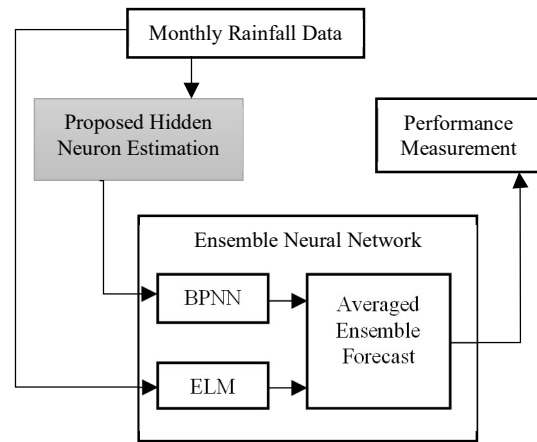 Monthly Rainfall Data
Proposed Hidden
Neuron Estimation
Performance
Measurement
Ensemble Neural Network
BPNN
Averaged
Ensemble
Forecast
ELM